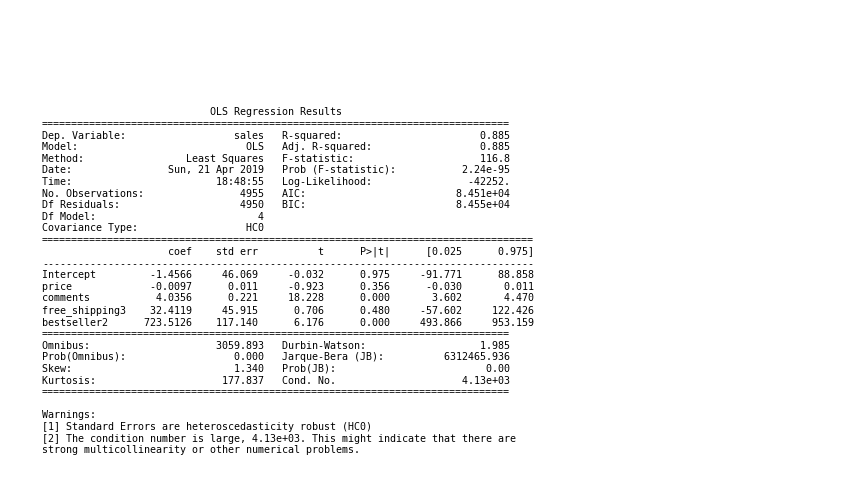 OLS Regression Results
==============================================================================
Dep. Variable:                  sales   R-squared:                       0.885
Model:                            OLS   Adj. R-squared:                  0.885
Method:                 Least Squares   F-statistic:                     116.8
Date:                Sun, 21 Apr 2019   Prob (F-statistic):           2.24e-95
Time:                        18:48:55   Log-Likelihood:                -42252.
No. Observations:                4955   AIC:                         8.451e+04
Df Residuals:                    4950   BIC:                         8.455e+04
Df Model:                           4
Covariance Type:                  HC0
==================================================================================
                     coef    std err          t      P>|t|      [0.025      0.975]
----------------------------------------------------------------------------------
Intercept         -1.4566     46.069     -0.032      0.975     -91.771      88.858
price             -0.0097      0.011     -0.923      0.356      -0.030       0.011
comments           4.0356      0.221     18.228      0.000       3.602       4.470
free_shipping3    32.4119     45.915      0.706      0.480     -57.602     122.426
bestseller2      723.5126    117.140      6.176      0.000     493.866     953.159
==============================================================================
Omnibus:                     3059.893   Durbin-Watson:                   1.985
Prob(Omnibus):                  0.000   Jarque-Bera (JB):          6312465.936
Skew:                           1.340   Prob(JB):                         0.00
Kurtosis:                     177.837   Cond. No.                     4.13e+03
==============================================================================
Warnings:
[1] Standard Errors are heteroscedasticity robust (HC0)
[2] The condition number is large, 4.13e+03. This might indicate that there are
strong multicollinearity or other numerical problems.